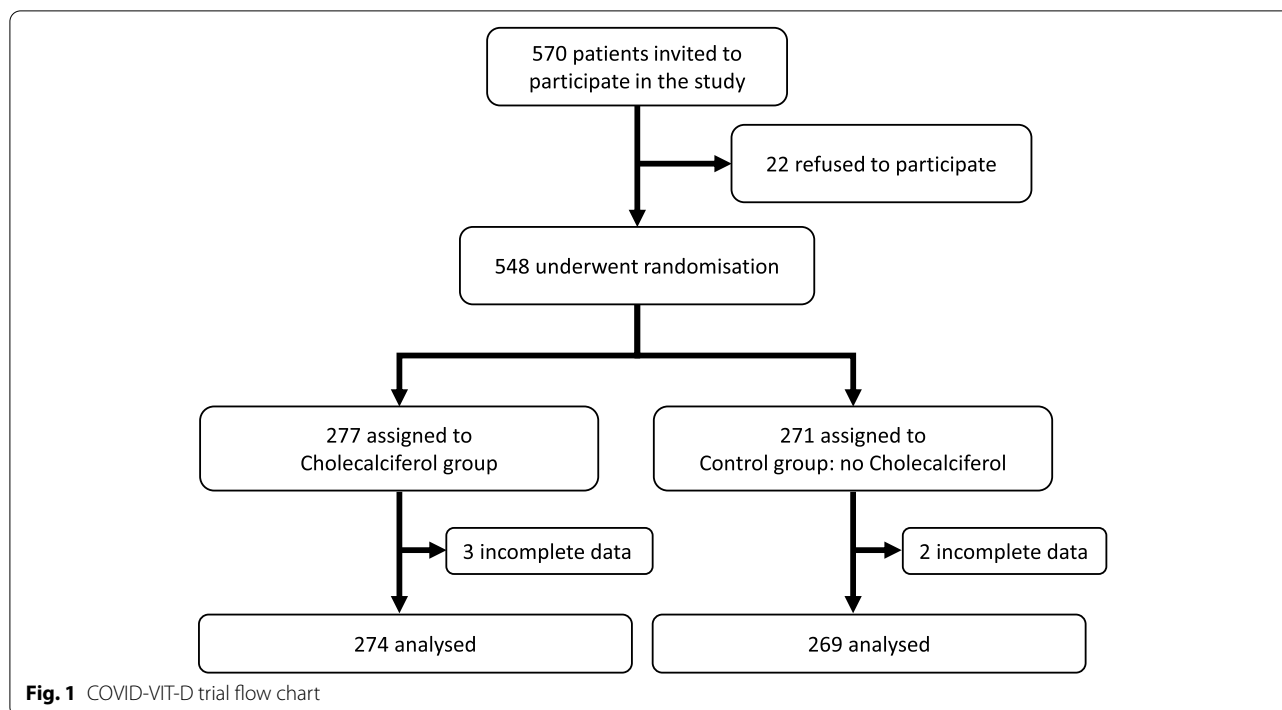 570 patients invited to
participate in the study
22 refused to participate
548 underwent randomisation
277 assigned to
Cholecalciferol group
271 assigned to
Control group: no Cholecalciferol
3 incomplete data
2 incomplete data
274 analysed
269 analysed
Fig. 1 COVID-VIT-D trial flow chart